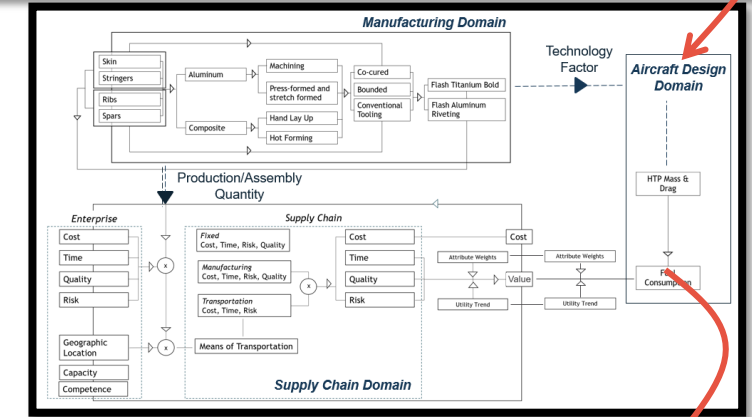 Manufacturing Domain
Skin
Stringers
Ribs
Spars
Aluminum
Composite
Machining
Press-formed and
stretch formed
Hand Lay Up
Hot Forming
Co-cured
Bounded
Conventional
Tooling
Flash Titanium Bold
Flash Aluminum
Riveting
Technology
Factor
Aircraft Design
Domain
HTP Mass &
Drag
Consumption
Production/Assembly
Quantity
Enterprise
Cost
Time
Quality
Risk
Geographic
Location
Capacity
Competence
x
x
Supply Chain
Fixed
Cost, Time, Risk, Quality
Manufacturing
Cost, Time, Risk, Quality
Transportation
Cost, Time, Risk
Means of Transportation
x
Cost
Time
Quality
Risk
Supply Chain Domain
Cost
Value
Attribute Weights
Utility Trend
Attribute Weights
Utility Trend